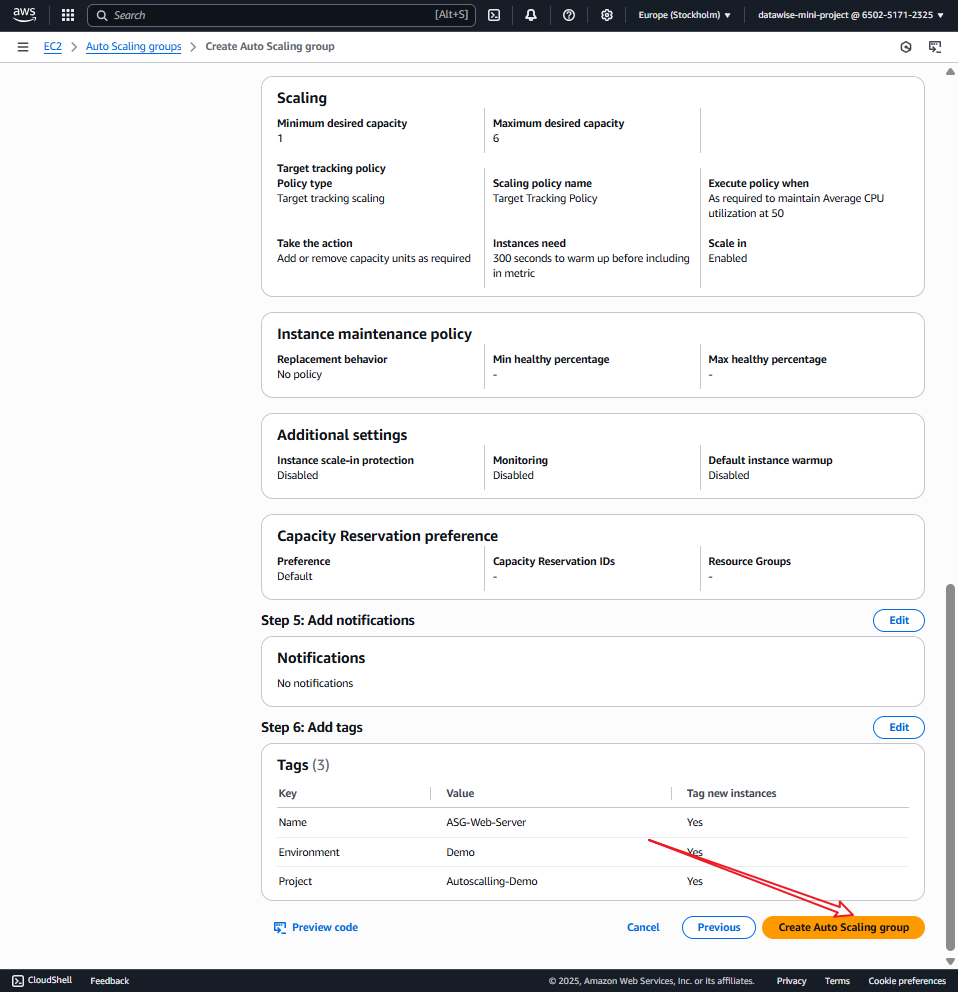 aws
Search
[Alt+S]
Europe (Stockholm)
datawise-mini-project @ 6502-5171-2325
EC2
Auto Scaling groups
Create Auto Scaling group
Scaling
Minimum desired capacity
1
Maximum desired capacity
6
Target tracking policy
Policy type
Target tracking scaling
Scaling policy name
Target Tracking Policy
Execute policy when
As required to maintain Average CPU
utilization at 50
Take the action
Add or remove capacity units as required
Instances need
300 seconds to warm up before including
in metric
Scale in
Enabled
Instance maintenance policy
Replacement behavior
No policy
Min healthy percentage
-
Max healthy percentage
-
Additional settings
Instance scale-in protection
Disabled
Monitoring
Disabled
Default instance warmup
Disabled
Capacity Reservation preference
Preference
Default
Capacity Reservation IDs
-
Resource Groups
-
Step 5: Add notifications
Edit
Notifications
No notifications
Step 6: Add tags
Edit
Tags (3)
Key Value Tag new instances
Name ASG-Web-Server Yes
Environment Demo Yes
Project Autoscalling-Demo Yes
Preview code
Cancel
Previous
Create Auto Scaling group
CloudShell
Feedback
© 2025, Amazon Web Services, Inc. or its affiliates.
Privacy
Terms
Cookie preferences